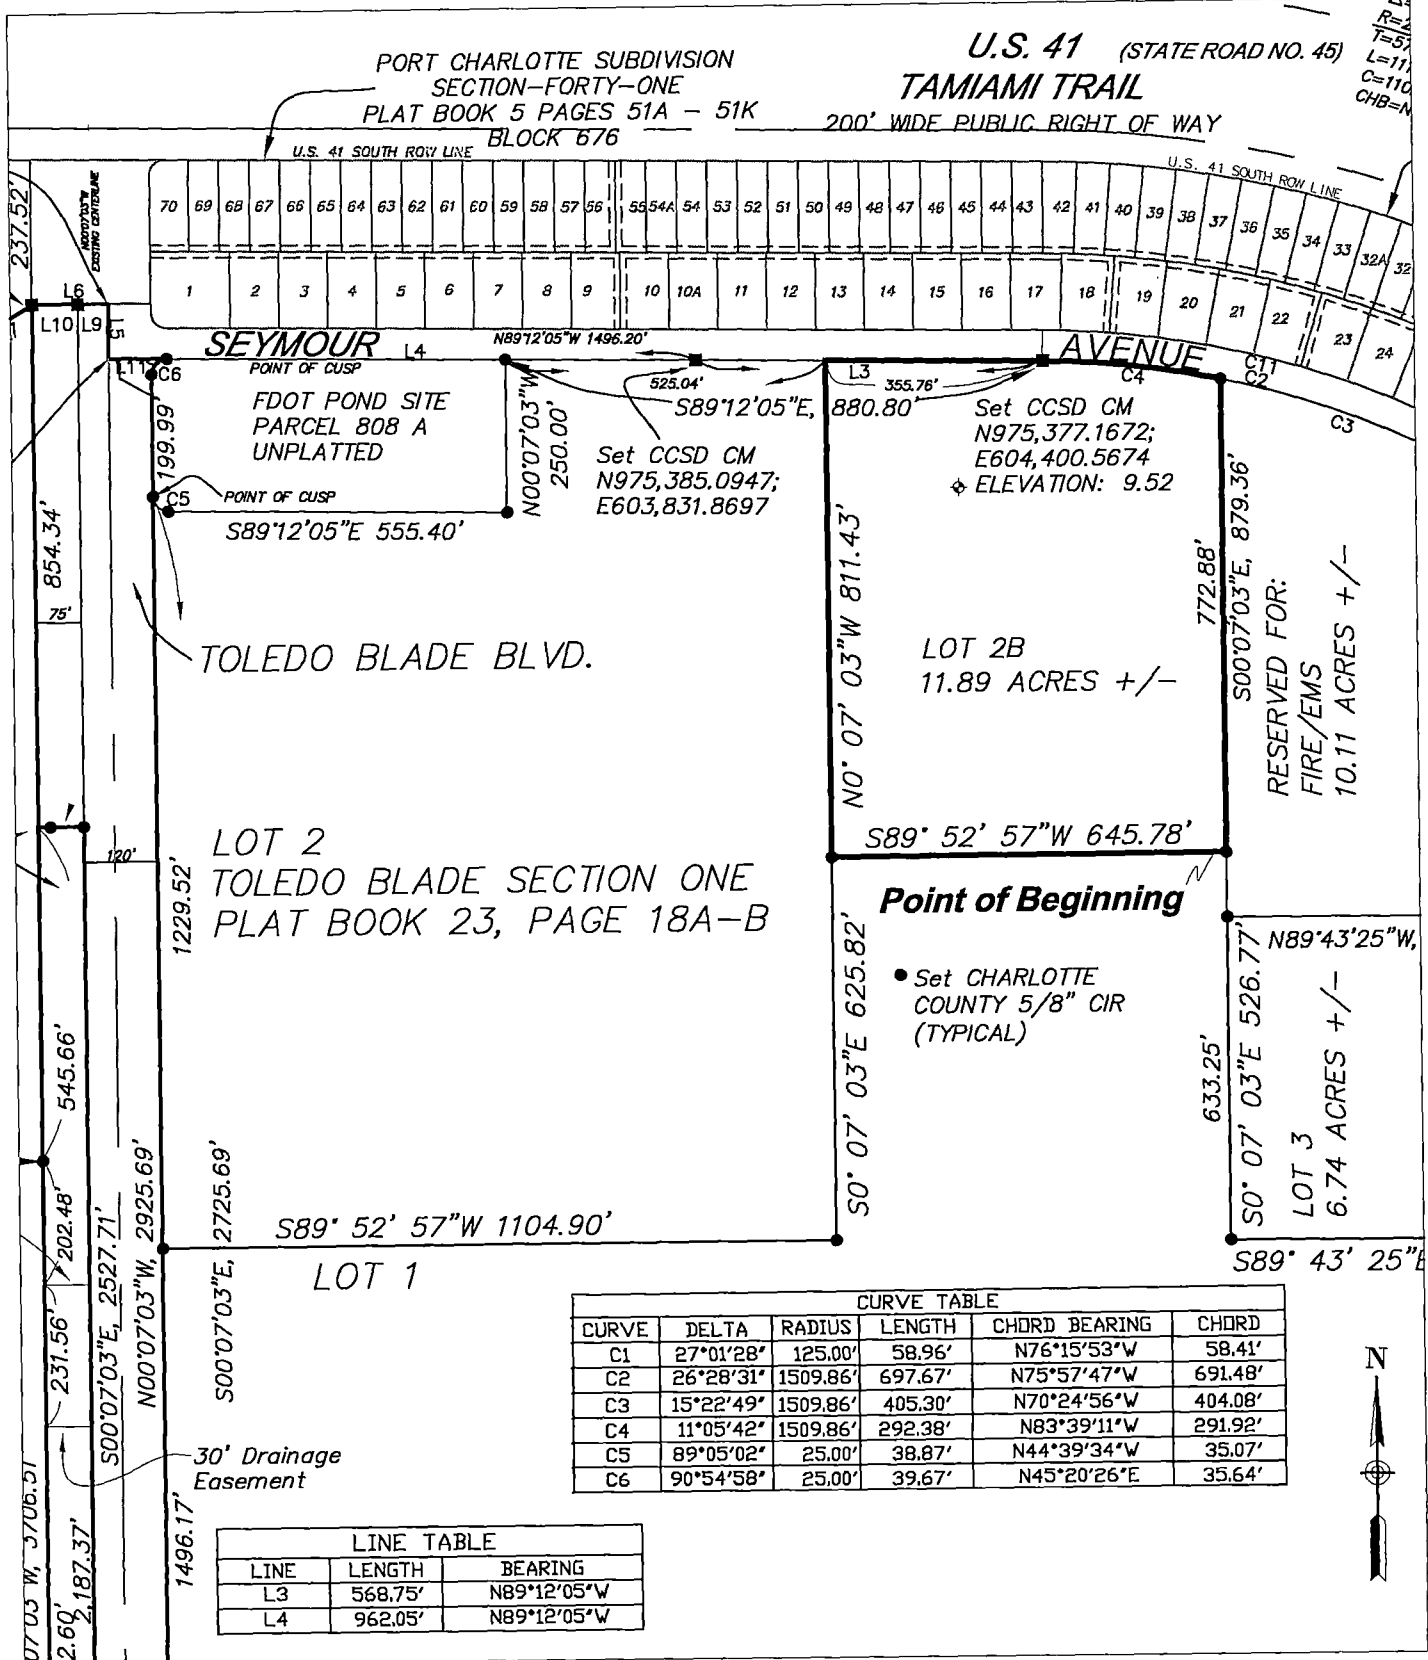 U.S. 41 (STATE ROAD NO. 45)
TAMIAMI TRAIL
200' WIDE PUBLIC RIGHT OF WAY
PORT CHARLOTTE SUBDIVISION
SECTION-FORTY-ONE
PLAT BOOK 5 PAGES 51A - 51K
BLOCK 676
L=11
C=110
CHB=N
U.S. 41 SOUTH ROW LINE
U.S. 41 SOUTH ROW LINE
237.52'
N00°07'03"W
EXISTING CENTERLINE
70 69 68 67 66 65 64 63 62 61 60 59 58 57 56 55 54A 54 53 52 51 50 49 48 47 46 45 44 43 42 41 40 39 38 37 36 35 34 33 32A 32
1 2 3 4 5 6 7 8 9 10 10A 11 12 13 14 15 16 17 18 19 20 21 22 23 24
L6
L10 L9 L5
L11 C6
SEYMOUR L4
N89°12'05"W 1496.20'
AVENUE
C11
C2
C4
C3
L3
POINT OF CUSP
525.04'
355.76'
S89°12'05"E, 880.80'
FDOT POND SITE
PARCEL 808 A
UNPLATTED
199.99'
N00°07'03"W
250.00'
Set CCSD CM
N975,385.0947;
E603,831.8697
Set CCSD CM
N975,377.1672;
E604,400.5674
ELEVATION: 9.52
POINT OF CUSP
C5
S89°12'05"E 555.40'
854.34'
75'
TOLEDO BLADE BLVD.
N0° 07' 03"W 811.43'
LOT 2B
11.89 ACRES +/-
772.88'
S00°07'03"E, 879.36'
RESERVED FOR:
FIRE/EMS
10.11 ACRES +/-
S89° 52' 57"W 645.78'
Point of Beginning
120'
LOT 2
TOLEDO BLADE SECTION ONE
PLAT BOOK 23, PAGE 18A-B
1229.52'
N89°43'25"W,
Set CHARLOTTE
COUNTY 5/8" CIR
(TYPICAL)
S0° 07' 03"E 625.82'
633.25'
S0° 07' 03"E 526.77'
LOT 3
6.74 ACRES +/-
545.66'
202.48'
231.56'
S00°07'03"E, 2527.71'
N00°07'03"W, 2925.69'
S00°07'03"E, 2725.69'
S89° 52' 57"W 1104.90'
LOT 1
S89° 43' 25"E
30' Drainage
Easement
1496.17'
07'03 W, 3706.51
2.60'
2,187.37'
CURVE TABLE
CURVE DELTA RADIUS LENGTH CHORD BEARING CHORD
C1 27°01'28" 125.00' 58.96' N76°15'53"W 58.41'
C2 26°28'31" 1509.86' 697.67' N75°57'47"W 691.48'
C3 15°22'49" 1509.86' 405.30' N70°24'56"W 404.08'
C4 11°05'42" 1509.86' 292.38' N83°39'11"W 291.92'
C5 89°05'02" 25.00' 38.87' N44°39'34"W 35.07'
C6 90°54'58" 25.00' 39.67' N45°20'26"E 35.64'
N
LINE TABLE
LINE LENGTH BEARING
L3 568.75' N89°12'05"W
L4 962.05' N89°12'05"W